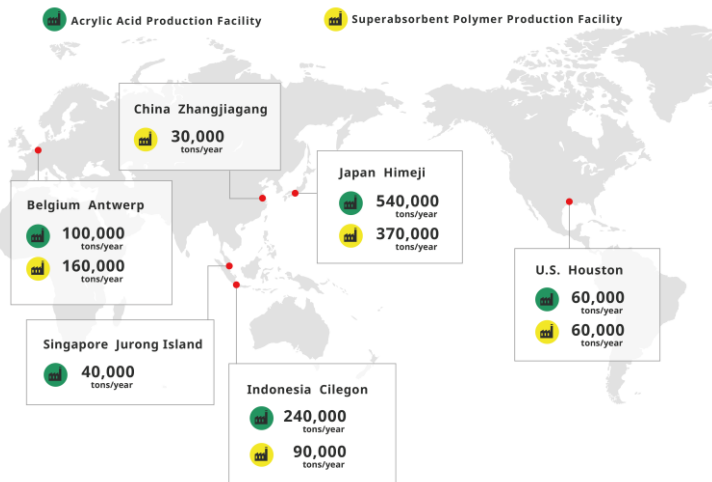 Acrylic Acid Production Facility
Superabsorbent Polymer Production Facility
China Zhangjiagang
30,000
tons/year
Japan Himeji
540,000
tons/year
370,000
tons/year
Belgium Antwerp
100,000
tons/year
160,000
tons/year
U.S. Houston
60,000
tons/year
60,000
tons/year
Singapore Jurong Island
40,000
tons/year
Indonesia Cilegon
240,000
tons/year
90,000
tons/year